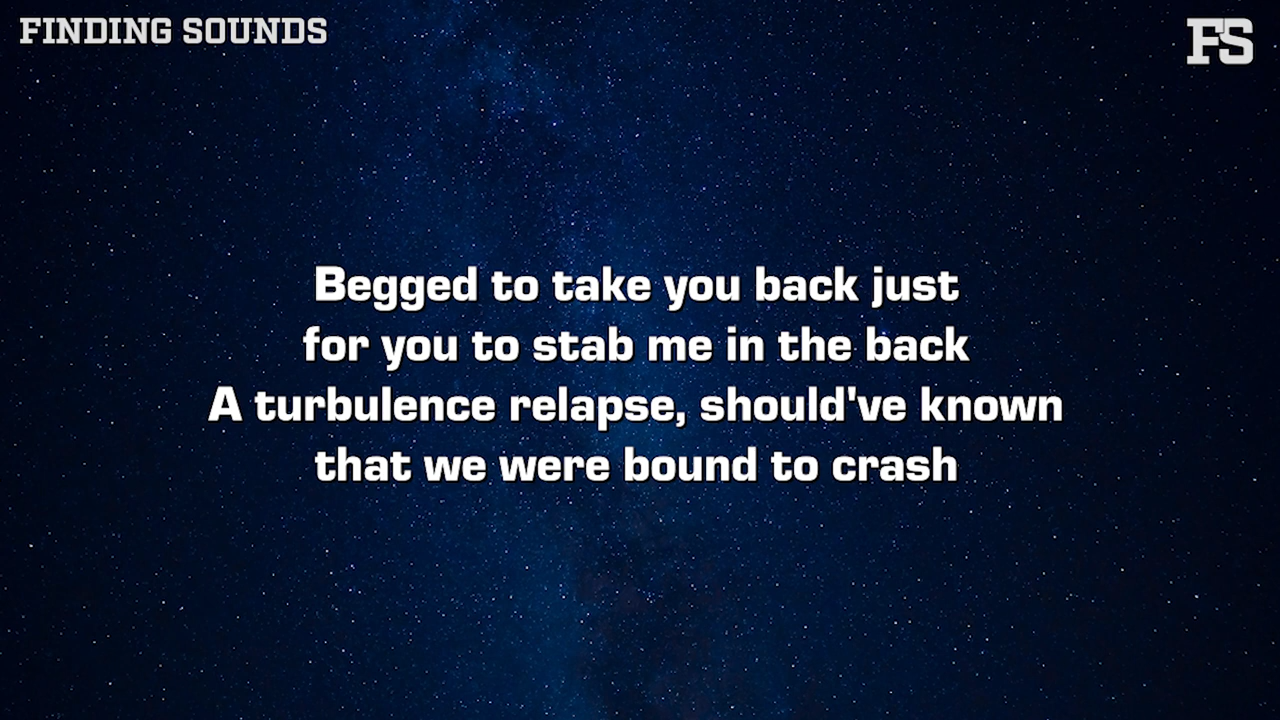 FINDING SOUNDS
FS
Begged to take you back just
for you to stab me in the back
A turbulence relapse, should've known
that we were bound to crash